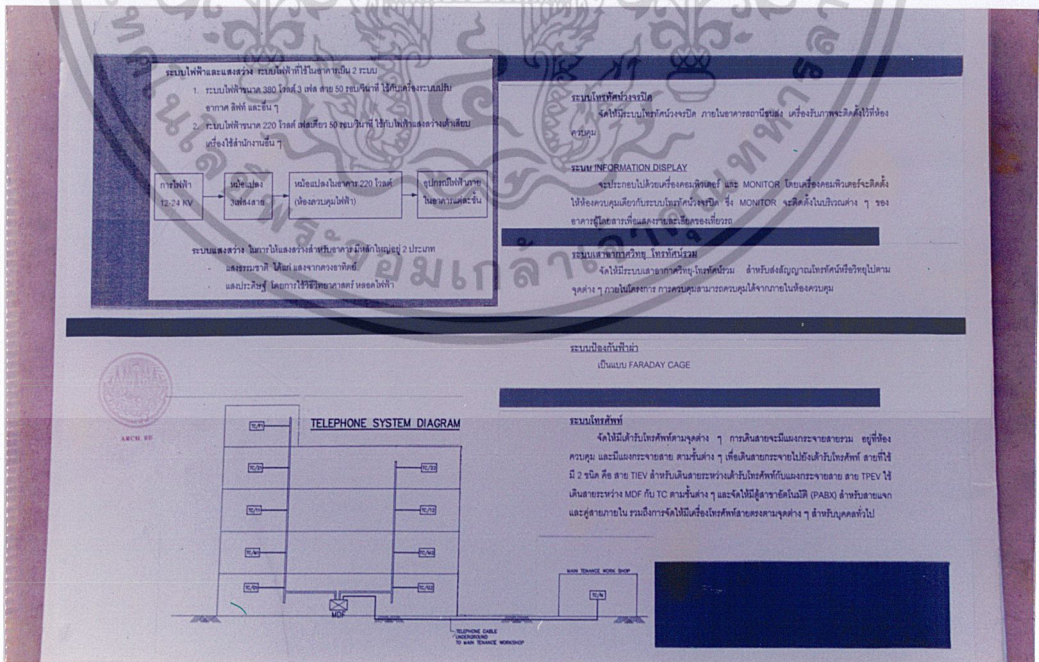 ระบบไฟฟ้าและแสงสว่าง ระบบไฟฟ้าที่ใช้ในอาคารเป็น 2 ระบบ
1. ระบบไฟฟ้าขนาด 380 โวลต์ 3 เฟส สาย 50 รอบ/วินาที ใช้กับเครื่องระบบปรับ
อากาศ ลิฟท์ และอื่น ๆ
2. ระบบไฟฟ้าขนาด 220 โวลต์ เฟสเดียว 50 รอบ/วินาที ใช้กับไฟฟ้าแสงสว่างเต้าเสียบ
เครื่องใช้สำนักงานอื่น ๆ
การไฟฟ้า
12-24 KV
หม้อแปลง
3เฟส4สาย
หม้อแปลงในอาคาร 220 โวลต์
(ห้องควบคุมไฟฟ้า)
อุปกรณ์ไฟฟ้าภาย
ในอาคารแต่ละชั้น
ระบบแสงสว่าง ในการให้แสงสว่างสำหรับอาคาร มีหลักใหญ่อยู่ 2 ประเภท
แสงธรรมชาติ ได้แก่ แสงจากดวงอาทิตย์
แสงประดิษฐ์ โดยการใช้วิธีวิทยาศาสตร์ หลอดไฟฟ้า
ระบบโทรทัศน์วงจรปิด
จัดให้มีระบบโทรทัศน์วงจรปิด ภายในอาคารสถานีขนส่ง เครื่องรับภาพจะติดตั้งไว้ที่ห้อง
ควบคุม
ระบบ INFORMATION DISPLAY
จะประกอบไปด้วยเครื่องคอมพิวเตอร์ และ MONITOR โดยเครื่องคอมพิวเตอร์จะติดตั้ง
ให้ห้องควบคุมเดียวกับระบบโทรทัศน์วงจรปิด ซึ่ง MONITOR จะติดตั้งในบริเวณต่าง ๆ ของ
อาคารผู้โดยสารเพื่อแสดงรายละเอียดของเที่ยวรถ
ระบบเสาอากาศวิทยุ-โทรทัศน์รวม
จัดให้มีระบบเสาอากาศวิทยุ-โทรทัศน์รวม สำหรับส่งสัญญาณโทรทัศน์หรือวิทยุไปตาม
จุดต่าง ๆ ภายในโครงการ การควบคุมสามารถควบคุมได้จากภายในห้องควบคุม
ระบบป้องกันฟ้าผ่า
เป็นแบบ FARADAY CAGE
ระบบโทรศัพท์
จัดให้มีเต้ารับโทรศัพท์ตามจุดต่าง ๆ การเดินสายจะมีแผงกระจายสายรวม อยู่ที่ห้อง
ควบคุม และมีแผงกระจายสาย ตามชั้นต่าง ๆ เพื่อเดินสายกระจายไปยังเต้ารับโทรศัพท์ สายที่ใช้
มี 2 ชนิด คือ สาย TIEV สำหรับเดินสายระหว่างเต้ารับโทรศัพท์กับแผงกระจายสาย สาย TPEV ใช้
เดินสายระหว่าง MDF กับ TC ตามชั้นต่าง ๆ และจัดให้มีตู้สาขาอัตโนมัติ (PABX) สำหรับสายแจก
และคู่สายภายใน รวมถึงการจัดให้มีเครื่องโทรศัพท์สายตรงตามจุดต่าง ๆ สำหรับบุคคลทั่วไป
ARCH. ED
TELEPHONE SYSTEM DIAGRAM
MDF
TELEPHONE CABLE
UNDERGROUND
TO MAIN TENANCE WORKSHOP
MAIN TENANCE WORK SHOP